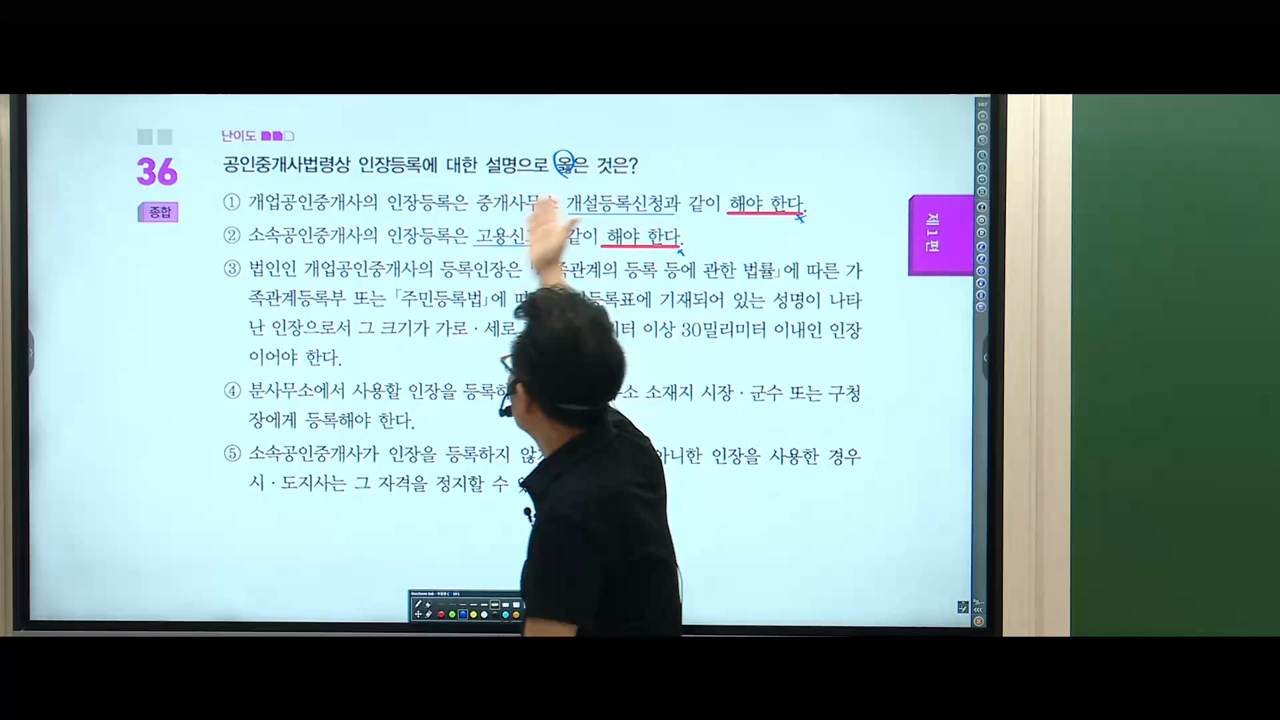 난이도
36
공인중개사법령상 인장등록에 대한 설명으로 옳은 것은?
종합
① 개업공인중개사의 인장등록은 중개사무소 개설등록신청과 같이 해야 한다.
② 소속공인중개사의 인장등록은 고용신 같이 해야 한다.
③ 법인인 개업공인중개사의 등록인장은 족관계의 등록 등에 관한 법률」에 따른 가
족관계등록부 또는 「주민등록법」에 등록표에 기재되어 있는 성명이 나타
난 인장으로서 그 크기가 가로·세로 이상 30밀리미터 이내인 인장
이어야 한다.
④ 분사무소에서 사용할 인장을 소재지 시장·군수 또는 구청
장에게 등록해야 한다.
⑤ 소속공인중개사가 인장을 등록하지 아니한 인장을 사용한 경우
시·도지사는 그 자격을 정지할 수
제1편